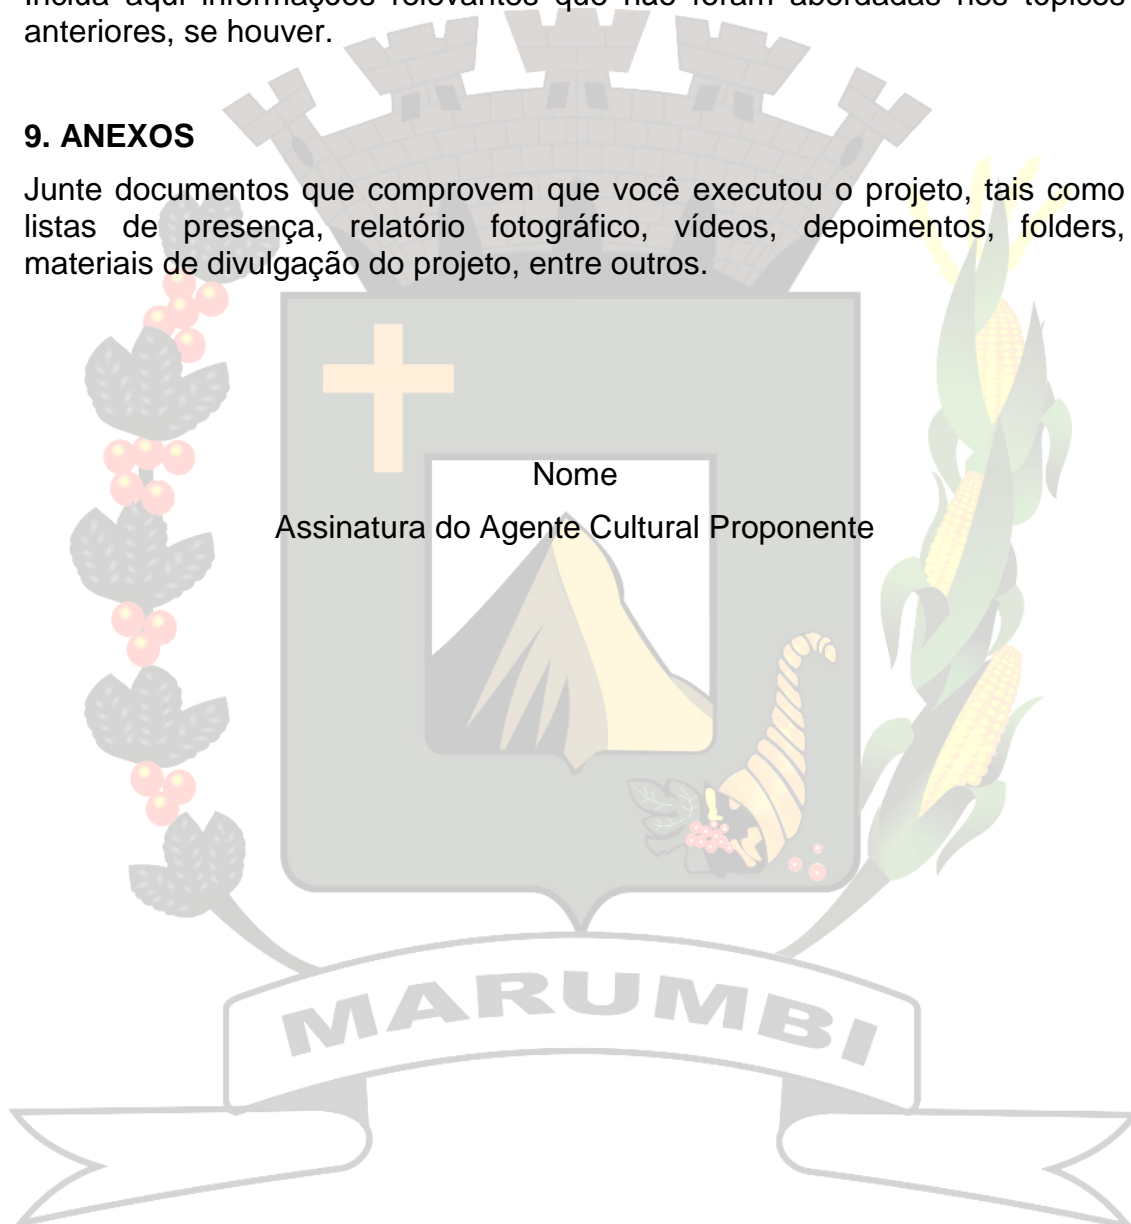 Inclua aqui informações relevantes que não foram abordadas nos tópicos
anteriores, se houver.
9. ANEXOS
Junte documentos que comprovem que você executou o projeto, tais como
listas de presença, relatório fotográfico, vídeos, depoimentos, folders,
materiais de divulgação do projeto, entre outros.
Nome
Assinatura do Agente Cultural Proponente
MARUMBI